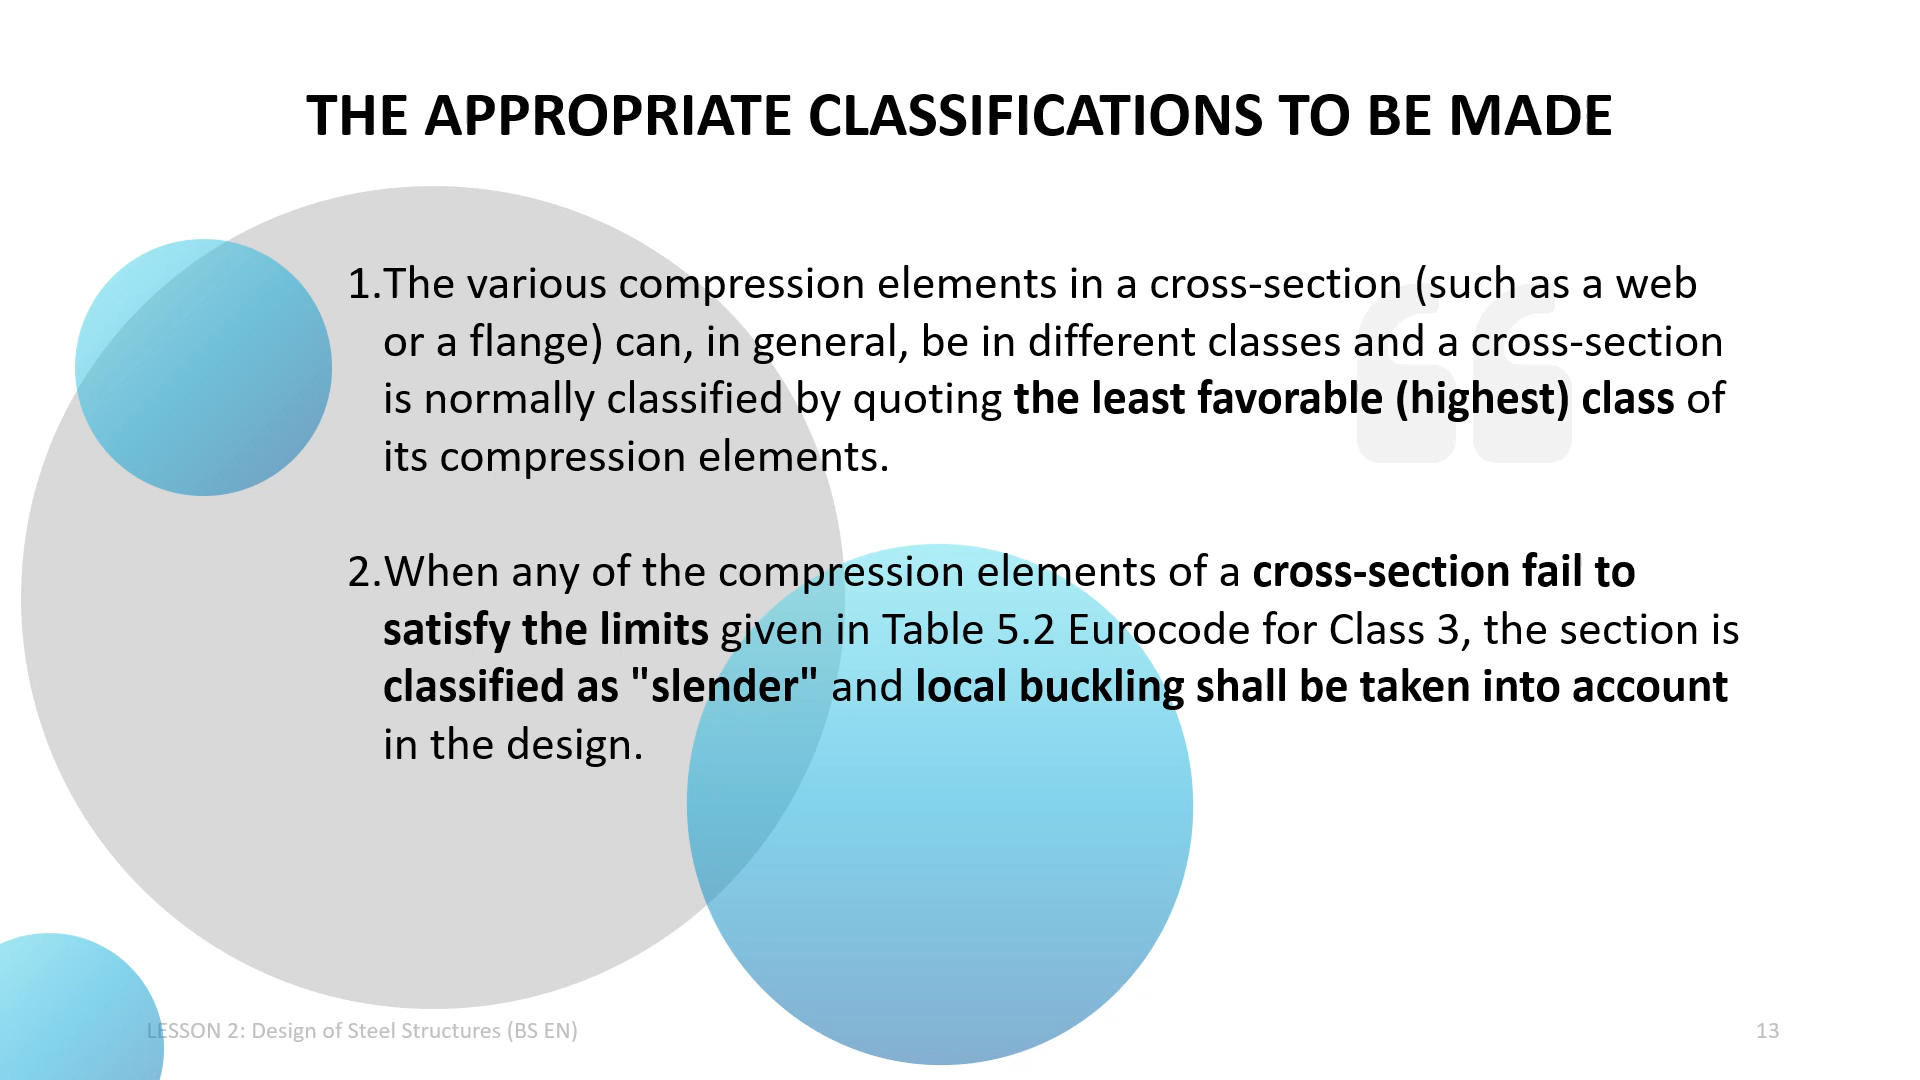 THE APPROPRIATE CLASSIFICATIONS TO BE MADE
1.The various compression elements in a cross-section (such as a web
or a flange) can, in general, be in different classes and a cross-section
is normally classified by quoting the least favorable (highest) class of
its compression elements.
2.When any of the compression elements of a cross-section fail to
satisfy the limits given in Table 5.2 Eurocode for Class 3, the section is
classified as "slender" and local buckling shall be taken into account
in the design.
LESSON 2: Design of Steel Structures (BS EN)
13